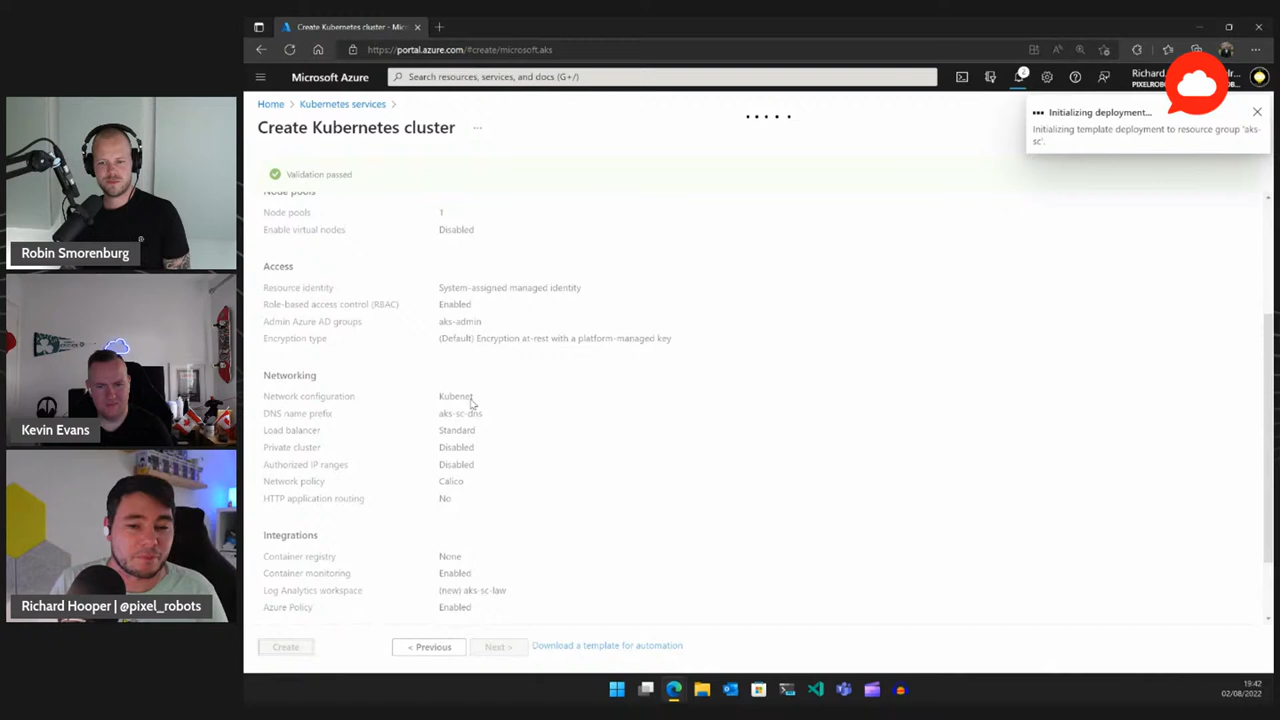 Create Kubernetes cluster - Mic
https://portal.azure.com/#create/microsoft.aks
Microsoft Azure
Search resources, services, and docs (G+/)
2
Richard.
PIXELROB
Home > Kubernetes services >
Create Kubernetes cluster ...
Initializing deployment...
Initializing template deployment to resource group 'aks-
sc'.
Validation passed
Node pools
Node pools 1
Enable virtual nodes Disabled
Access
Resource identity System-assigned managed identity
Role-based access control (RBAC) Enabled
Admin Azure AD groups aks-admin
Encryption type (Default) Encryption at-rest with a platform-managed key
Networking
Network configuration Kubenet
DNS name prefix aks-sc-dns
Load balancer Standard
Private cluster Disabled
Authorized IP ranges Disabled
Network policy Calico
HTTP application routing No
Integrations
Container registry None
Container monitoring Enabled
Log Analytics workspace (new) aks-sc-law
Azure Policy Enabled
Create
< Previous
Next >
Download a template for automation
19:42
02/08/2022
Robin Smorenburg
Kevin Evans
Richard Hooper | @pixel_robots